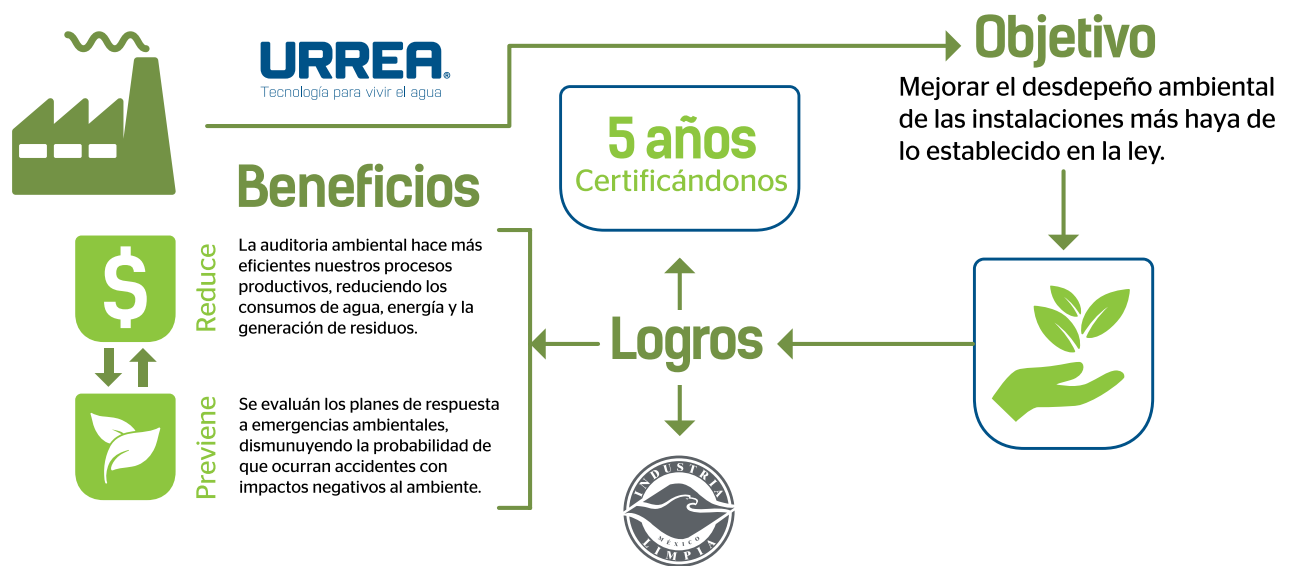 URREA®
Tecnología para vivir el agua
Objetivo
Mejorar el desdepeño ambiental
de las instalaciones más haya de
lo establecido en la ley.
5 años
Certificándonos
Beneficios
Reduce
La auditoria ambiental hace más
eficientes nuestros procesos
productivos, reduciendo los
consumos de agua, energía y la
generación de residuos.
$
Logros
Previene
Se evaluán los planes de respuesta
a emergencias ambientales,
dismunuyendo la probabilidad de
que ocurran accidentes con
impactos negativos al ambiente.
INDUSTRIA
MÉXICO
LIMPIA